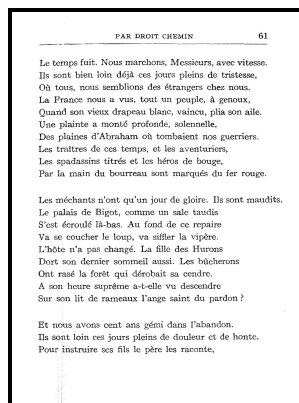 PAR DROIT CHEMIN 61
Le temps fuit. Nous marchons, Messieurs, avec vitesse.
Ils sont bien loin déjà ces jours pleins de tristesse,
Où tous, nous semblions des étrangers chez nous.
La France nous a vus, tout un peuple, à genoux,
Quand son vieux drapeau blanc, vaincu, plia son aile.
Une plainte a monté profonde, solennelle,
Des plaines d'Abraham où tombaient nos guerriers.
Les traîtres de ces temps, et les aventuriers,
Les spadassins titrés et les héros de bouge,
Par la main du bourreau sont marqués du fer rouge.
Les méchants n'ont qu'un jour de gloire. Ils sont maudits.
Le palais de Bigot, comme un sale taudis
S'est écroulé là-bas. Au fond de ce repaire
Va se coucher le loup, va siffler la vipère.
L'hôte n'a pas changé. La fille des Hurons
Dort son dernier sommeil aussi. Les bûcherons
Ont rasé la forêt qui dérobait sa cendre.
A son heure suprême a-t-elle vu descendre
Sur son lit de rameaux l'ange saint du pardon ?
Et nous avons cent ans gémi dans l'abandon.
Ils sont loin ces jours pleins de douleur et de honte.
Pour instruire ses fils le père les raconte,